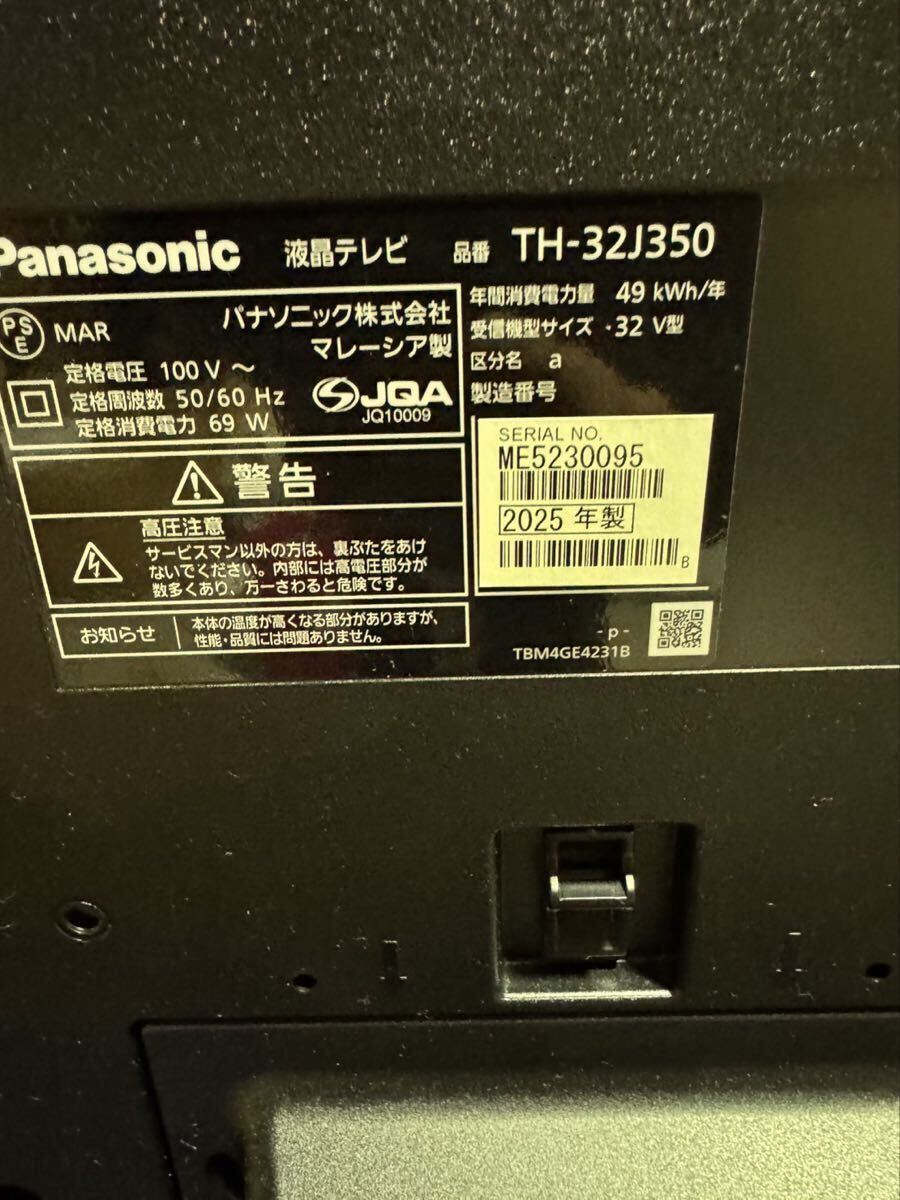 Panasonic 液晶テレビ 品番 TH-32J350
PS
E
MAR
パナソニック株式会社
マレーシア製
定格電圧 100 V ~
定格周波数 50/60 Hz
定格消費電力 69 W
JQA
JQ10009
年間消費電力量 49 kWh/年
受信機型サイズ 32 V型
区分名 a
製造番号
SERIAL NO.
ME5230095
2025 年製
B
警告
高圧注意
サービスマン以外の方は、裏ぶたをあけ
ないでください。内部には高電圧部分が
数多くあり、万一さわると危険です。
お知らせ
本体の温度が高くなる部分がありますが、
性能・品質には問題ありません。
- p -
TBM4GE4231B